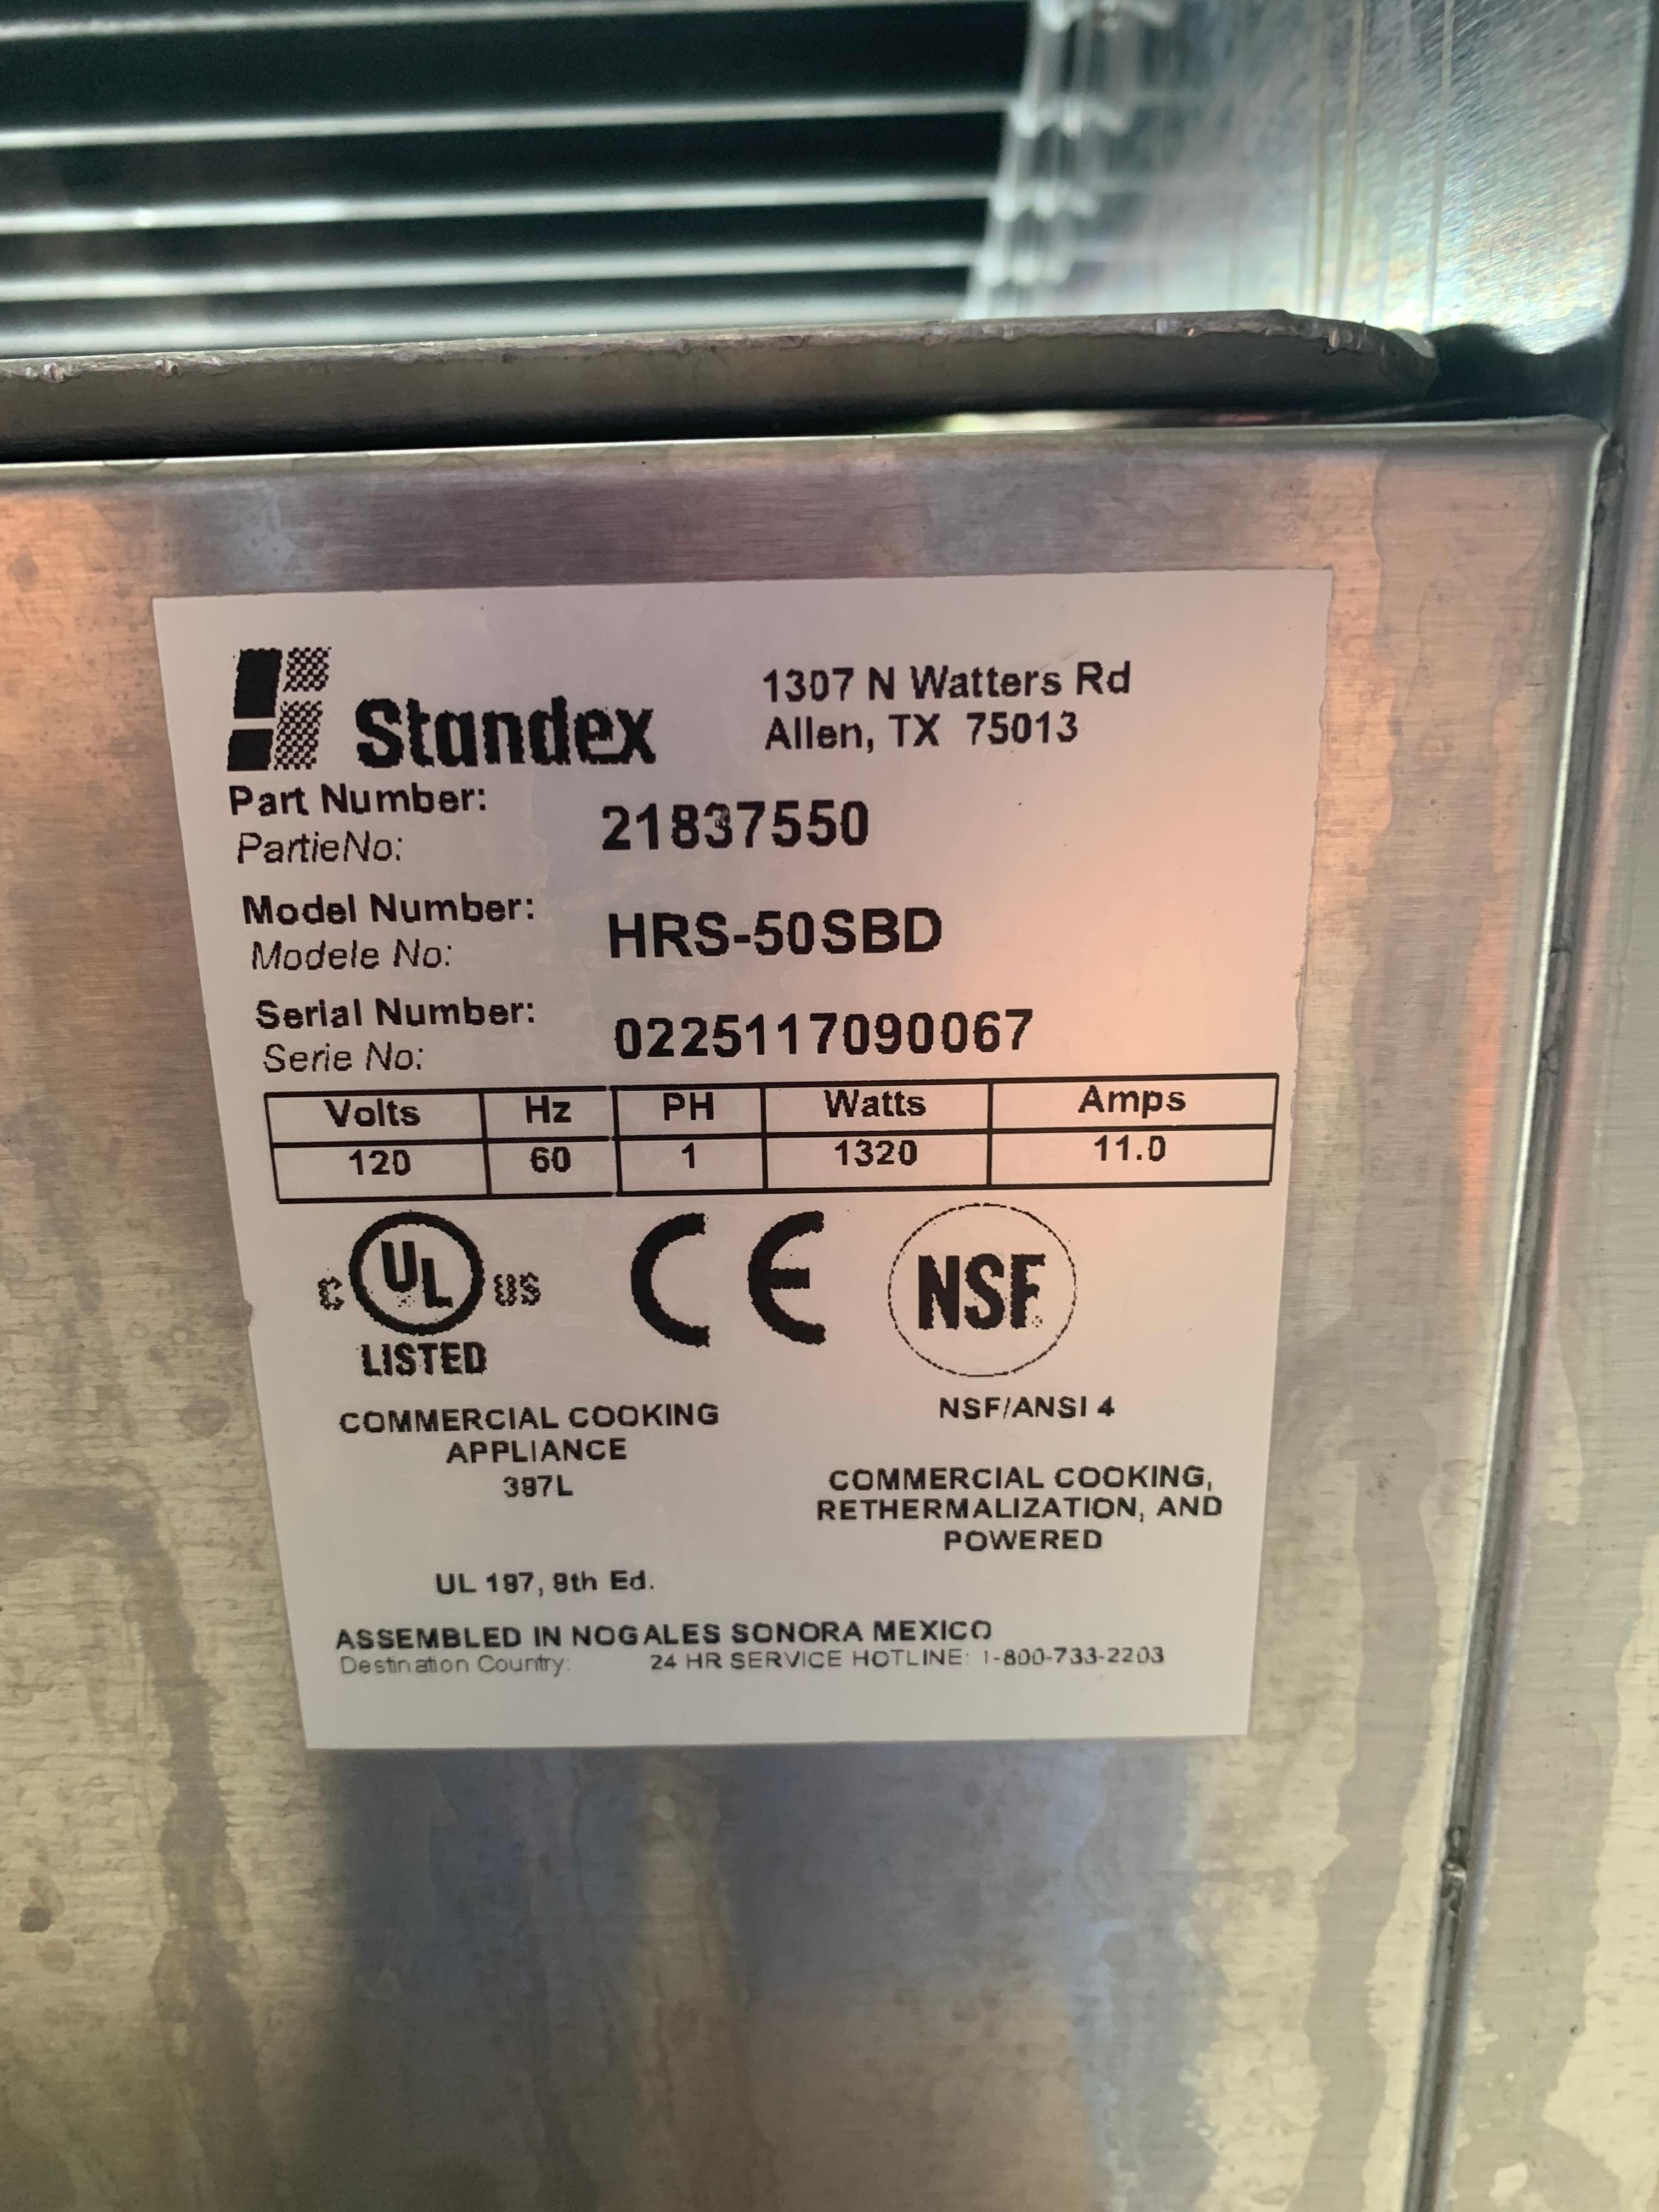 Standex
1307 N Watters Rd
Allen, TX 75013
Part Number:
PartieNo:
21837550
Model Number:
Modele No:
HRS-50SBD
Serial Number:
Serie No:
0225117090067
Volts Hz PH Watts Amps
120 60 1 1320 11.0
C UL US
LISTED
CE
NSF
COMMERCIAL COOKING
APPLIANCE
397L
UL 197, 9th Ed.
NSF/ANSI 4
COMMERCIAL COOKING,
RETHERMALIZATION, AND
POWERED
ASSEMBLED IN NOGALES SONORA MEXICO
Destination Country: 24 HR SERVICE HOTLINE: 1-800-733-2203